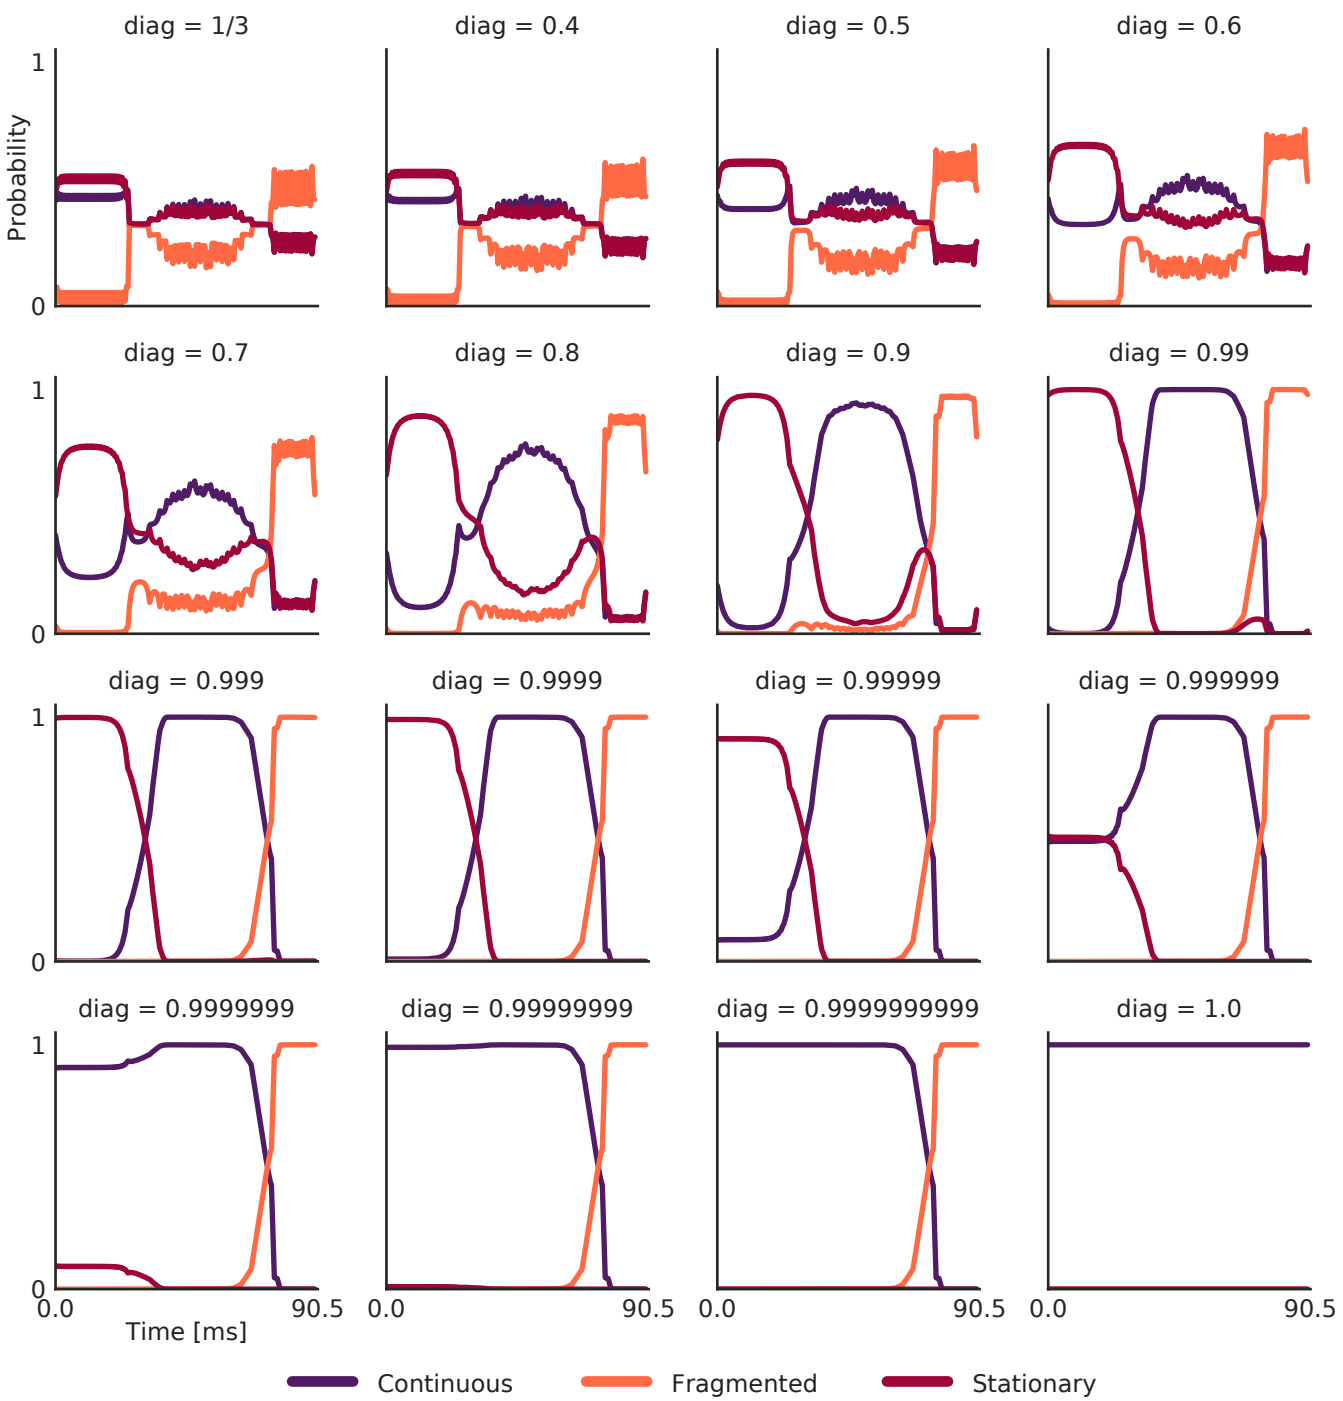 diag = 1/3
diag = 0.4
diag = 0.5
diag = 0.6
1
Probability
0
diag = 0.7
diag = 0.8
diag = 0.9
diag = 0.99
1
0
diag = 0.999
diag = 0.9999
diag = 0.99999
diag = 0.999999
1
0
diag = 0.9999999
diag = 0.99999999
diag = 0.9999999999
diag = 1.0
1
0
0.0 90.5
0.0 90.5
0.0 90.5
0.0 90.5
Time [ms]
Continuous
Fragmented
Stationary